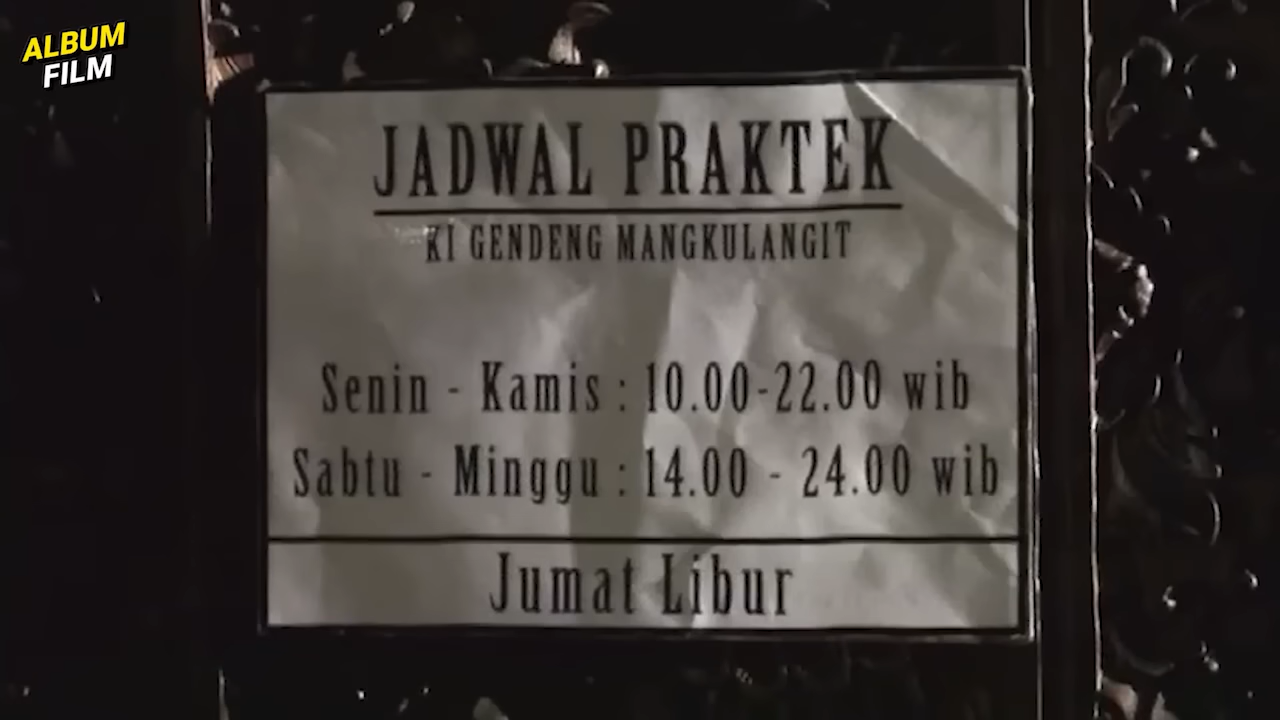 ALBUM
FILM
JADWAL PRAKTEK
KI GENDENG MANGKULANGIT
Senin - Kamis : 10.00-22.00 wib
Sabtu - Minggu : 14.00 - 24.00 wib
Jumat Libur